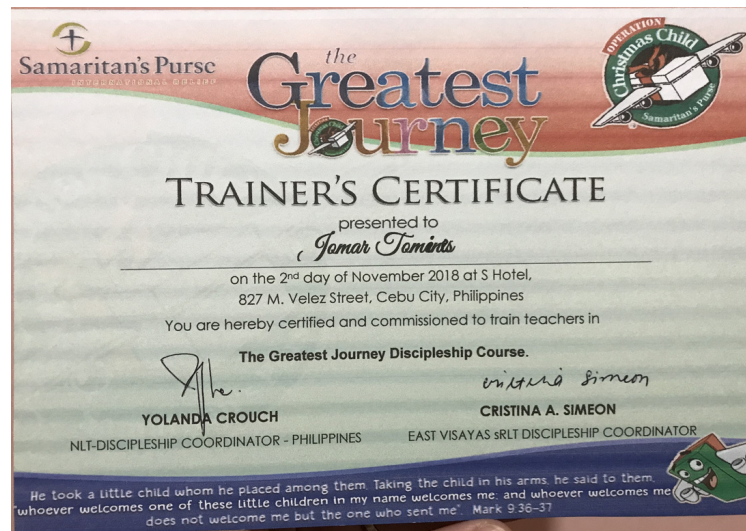 Samaritan's Purse
INTERNATIONAL RELIEF
the
Greatest
Journey
OPERATION
Christmas Child
Samaritan's Purse
TRAINER'S CERTIFICATE
presented to
Jomar
on the 2nd day of November 2018 at S Hotel,
827 M. Velez Street, Cebu City, Philippines
You are hereby certified and commissioned to train teachers in
The Greatest Journey Discipleship Course.
Simeon
YOLANDA CROUCH
CRISTINA A. SIMEON
NLT-DISCIPLESHIP COORDINATOR - PHILIPPINES
EAST VISAYAS sRLT DISCIPLESHIP COORDINATOR
He took a little child whom he placed among them. Taking the child in his arms, he said to them,
"whoever welcomes one of these little children in my name welcomes me; and whoever welcomes me
does not welcome me but the one who sent me". Mark 9:36-37